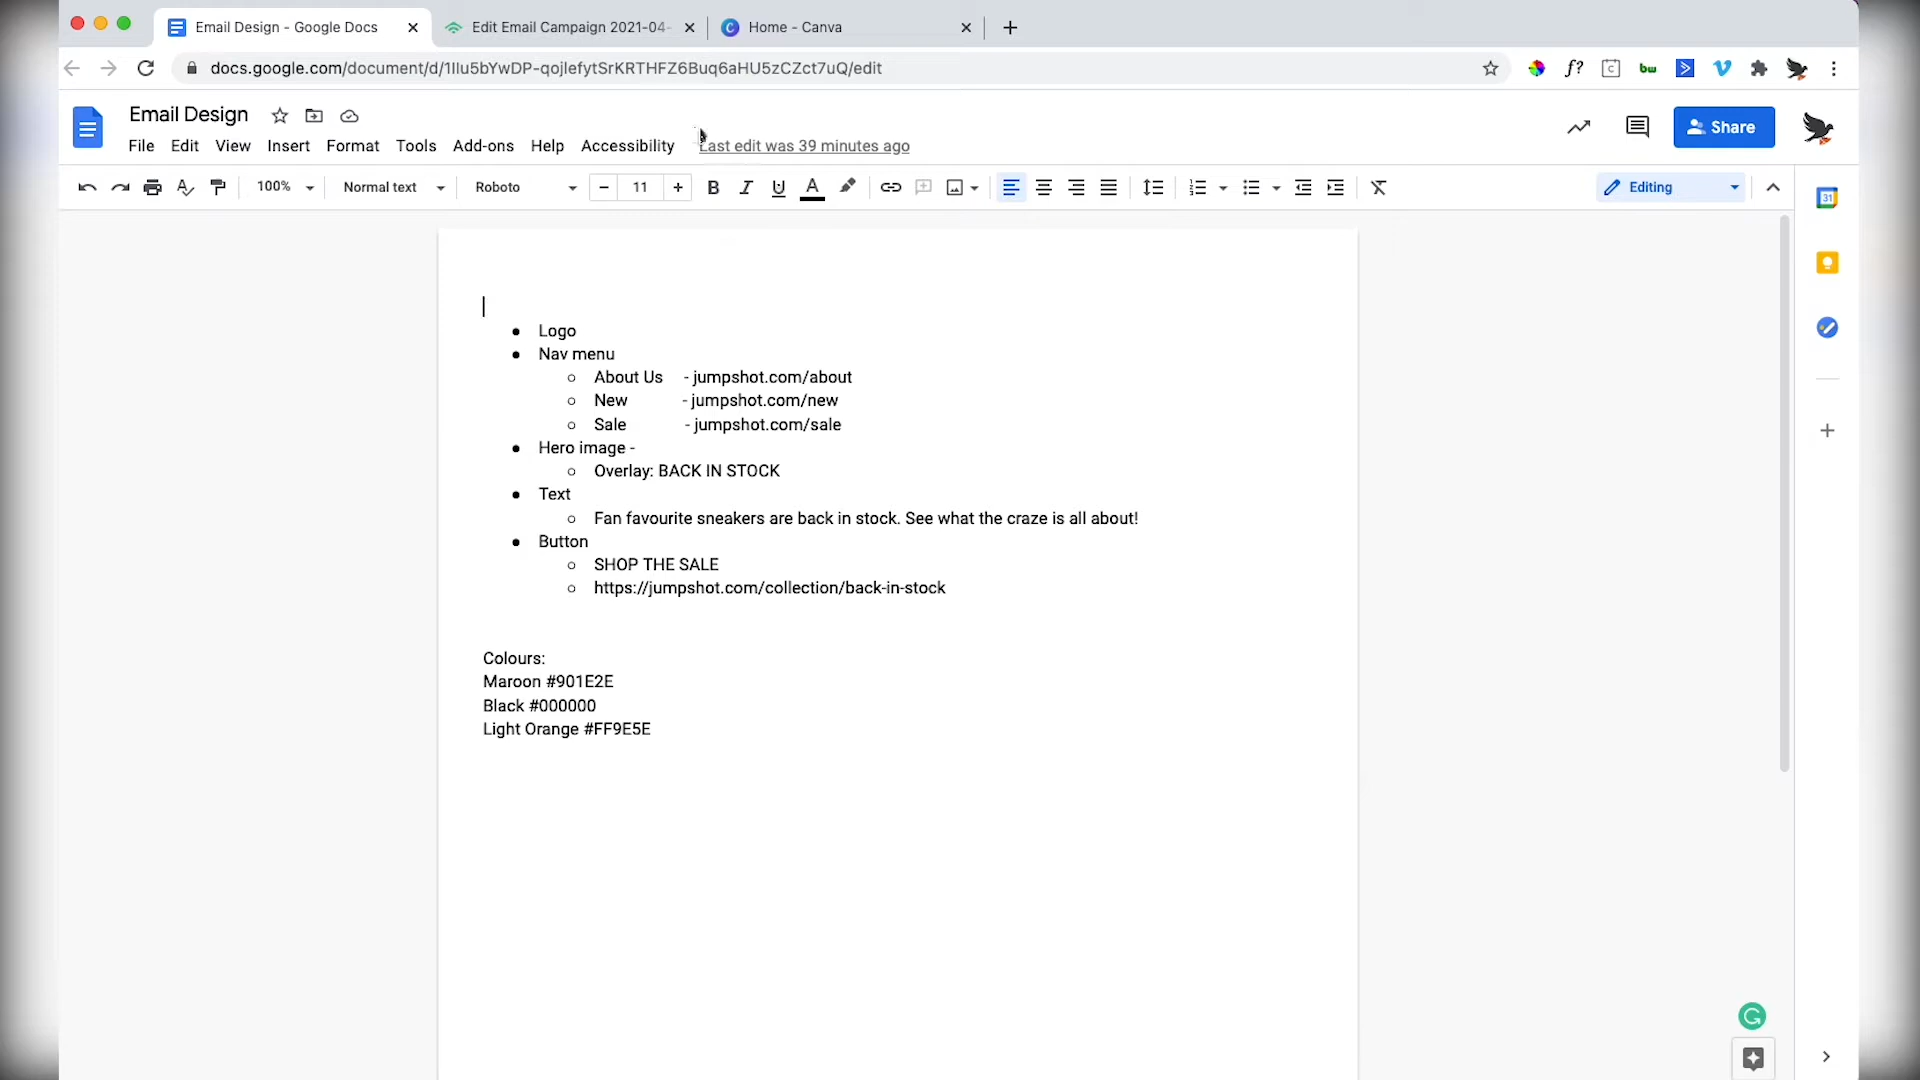 Email Design - Google Docs
Edit Email Campaign 2021-04-
Home - Canva
docs.google.com/document/d/1IIu5bYwDP-qojlefytSrKRTHFZ6Buq6aHU5zCZct7uQ/edit
Email Design
Share
File Edit View Insert Format Tools Add-ons Help Accessibility Last edit was 39 minutes ago
100% Normal text Roboto 11 Editing
● Logo
● Nav menu
○ About Us - jumpshot.com/about
○ New - jumpshot.com/new
○ Sale - jumpshot.com/sale
● Hero image -
○ Overlay: BACK IN STOCK
● Text
○ Fan favourite sneakers are back in stock. See what the craze is all about!
● Button
○ SHOP THE SALE
○ https://jumpshot.com/collection/back-in-stock
Colours:
Maroon #901E2E
Black #000000
Light Orange #FF9E5E